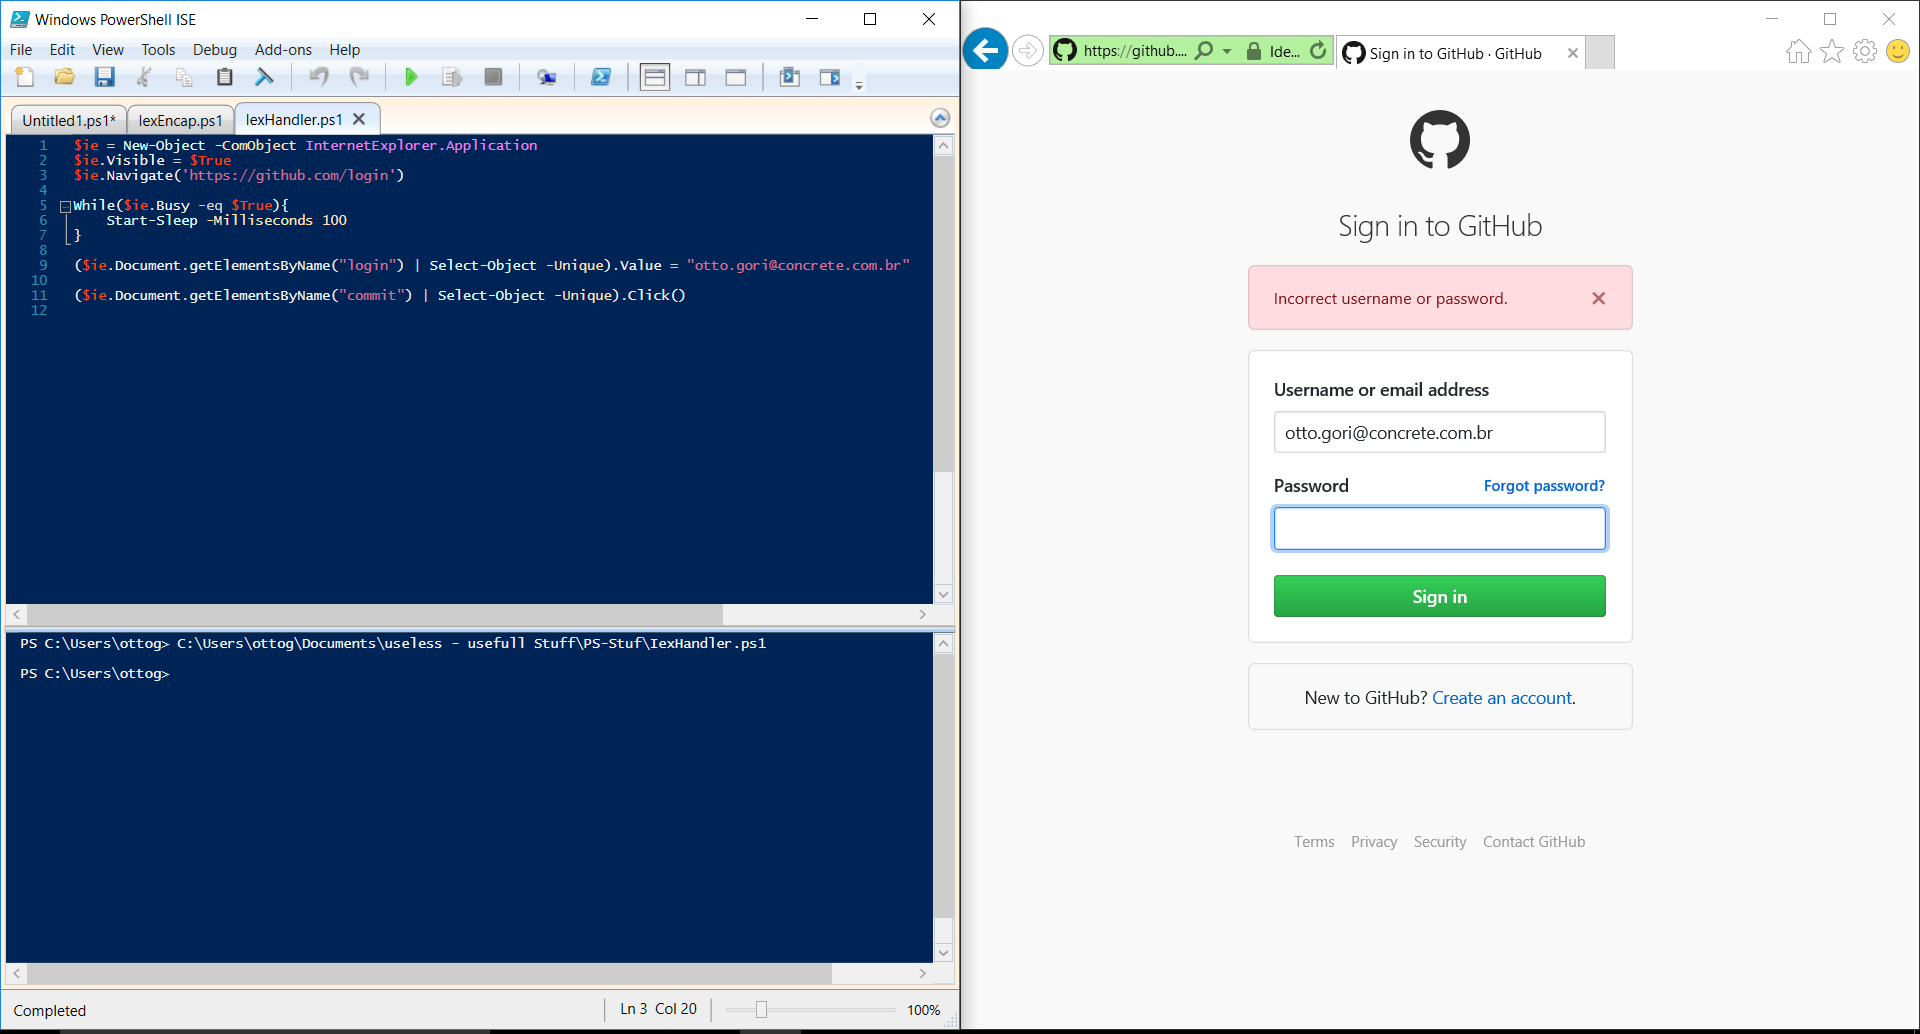 Windows PowerShell ISE
File Edit View Tools Debug Add-ons Help
Untitled1.ps1* IexEncap.ps1 IexHandler.ps1
1 $ie = New-Object -ComObject InternetExplorer.Application
2 $ie.Visible = $True
3 $ie.Navigate('https://github.com/login')
4
5 While($ie.Busy -eq $True){
6 Start-Sleep -Milliseconds 100
7 }
8
9 ($ie.Document.getElementsByName("login") | Select-Object -Unique).Value = "otto.gori@concrete.com.br"
10
11 ($ie.Document.getElementsByName("commit") | Select-Object -Unique).Click()
12
PS C:\Users\ottog> C:\Users\ottog\Documents\useless - usefull Stuff\PS-Stuf\IexHandler.ps1
PS C:\Users\ottog>
Completed
Ln 3 Col 20
100%
https://github.... Ide...
Sign in to GitHub · GitHub
Sign in to GitHub
Incorrect username or password.
Username or email address
otto.gori@concrete.com.br
Password Forgot password?
Sign in
New to GitHub? Create an account.
Terms Privacy Security Contact GitHub